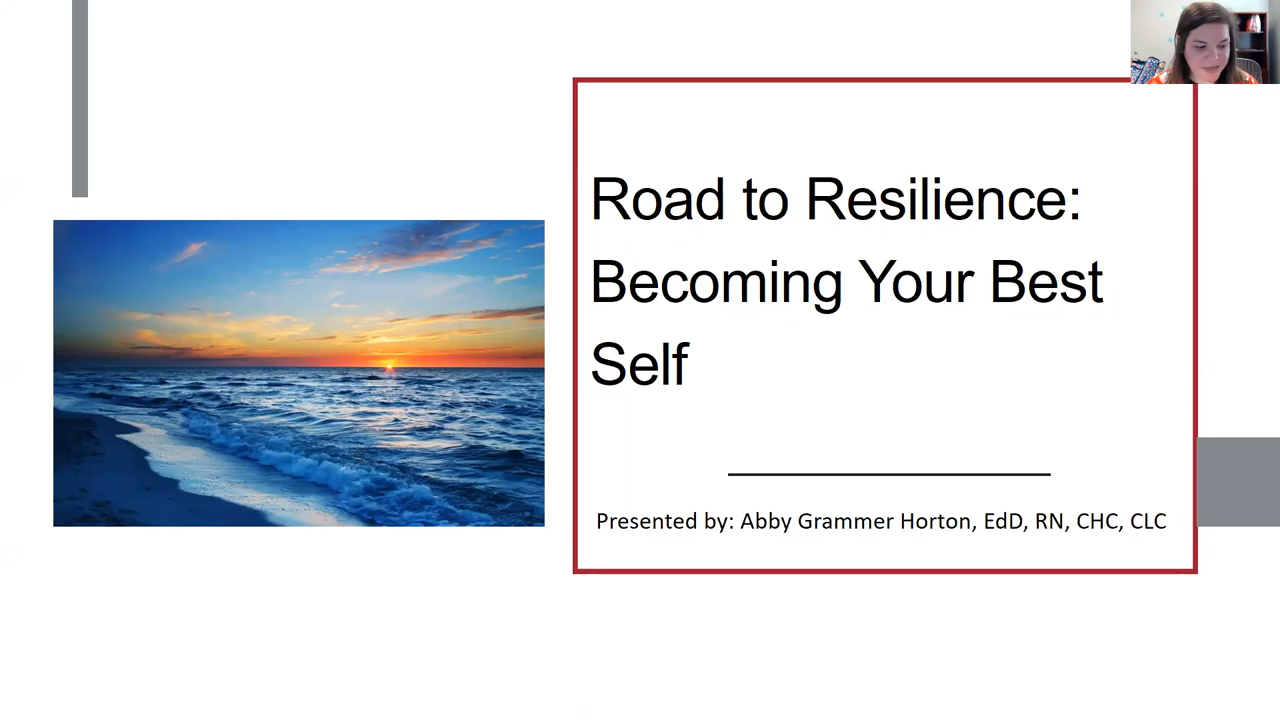 Road to Resilience:
Becoming Your Best
Self
Presented by: Abby Grammer Horton, EdD, RN, CHC, CLC